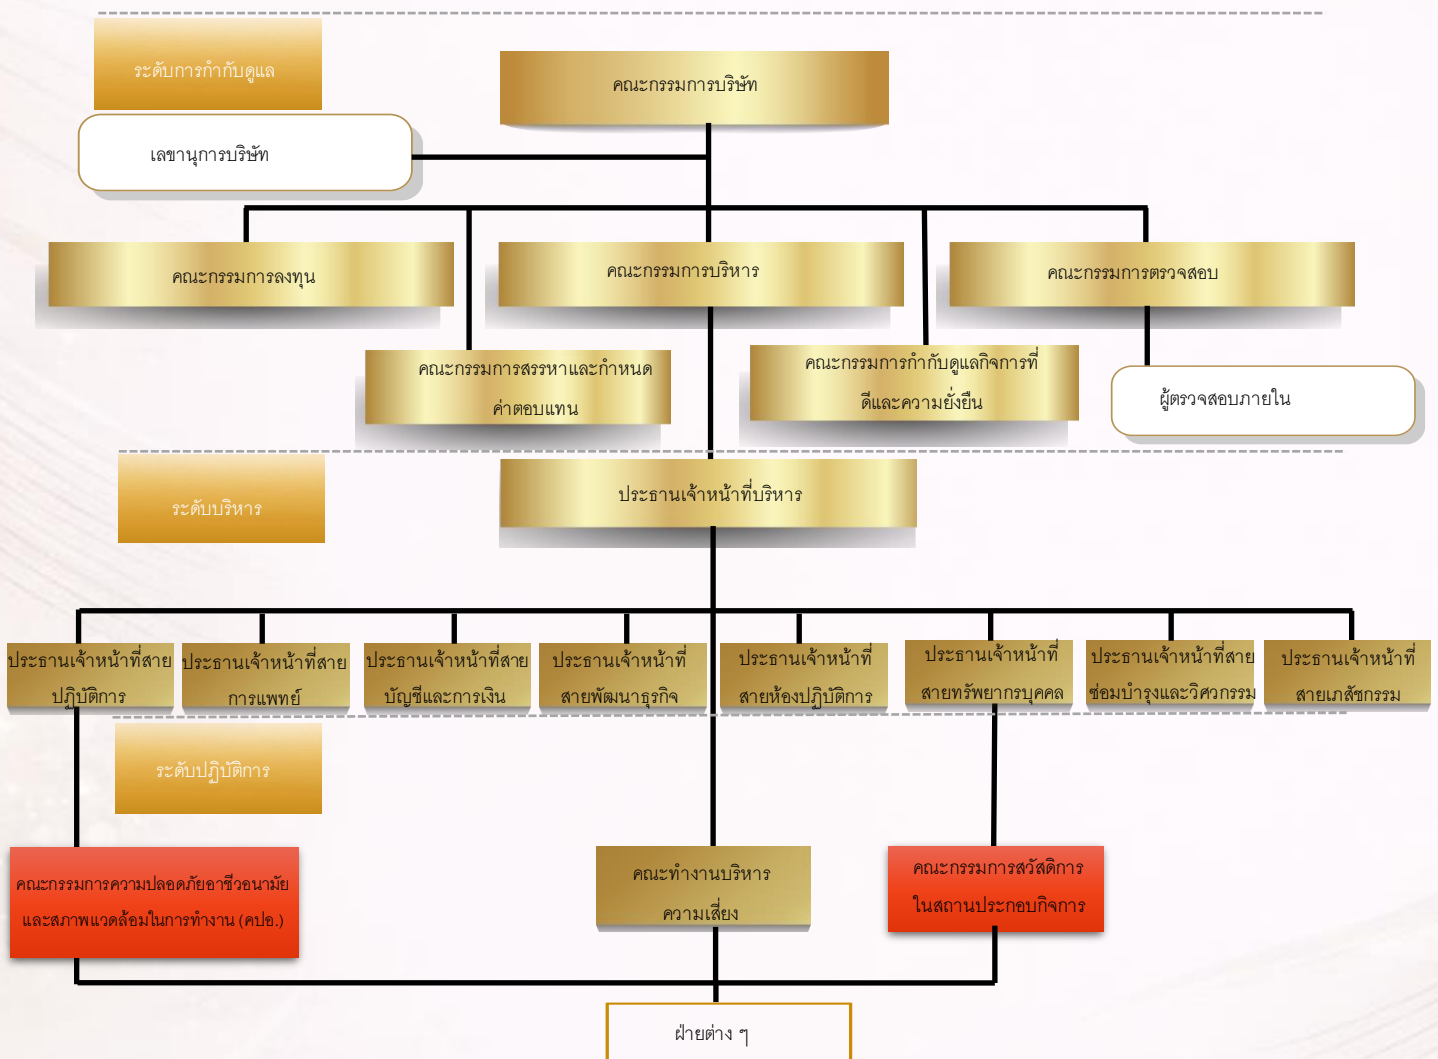 ระดับการกำกับดูแล
คณะกรรมการบริษัท
เลขานุการบริษัท
คณะกรรมการลงทุน
คณะกรรมการบริหาร
คณะกรรมการตรวจสอบ
คณะกรรมการสรรหาและกำหนด
ค่าตอบแทน
คณะกรรมการกำกับดูแลกิจการที่
ดีและความยั่งยืน
ผู้ตรวจสอบภายใน
ระดับบริหาร
ประธานเจ้าหน้าที่บริหาร
ประธานเจ้าหน้าที่สาย
ปฏิบัติการ
ประธานเจ้าหน้าที่สาย
การแพทย์
ประธานเจ้าหน้าที่สาย
บัญชีและการเงิน
ประธานเจ้าหน้าที่
สายพัฒนาธุรกิจ
ประธานเจ้าหน้าที่
สายห้องปฏิบัติการ
ประธานเจ้าหน้าที่
สายทรัพยากรบุคคล
ประธานเจ้าหน้าที่สาย
ซ่อมบำรุงและวิศวกรรม
ประธานเจ้าหน้าที่
สายเภสัชกรรม
ระดับปฏิบัติการ
คณะกรรมการความปลอดภัยอาชีวอนามัย
และสภาพแวดล้อมในการทำงาน (คปอ.)
คณะทำงานบริหาร
ความเสี่ยง
คณะกรรมการสวัสดิการ
ในสถานประกอบกิจการ
ฝ่ายต่าง ๆ